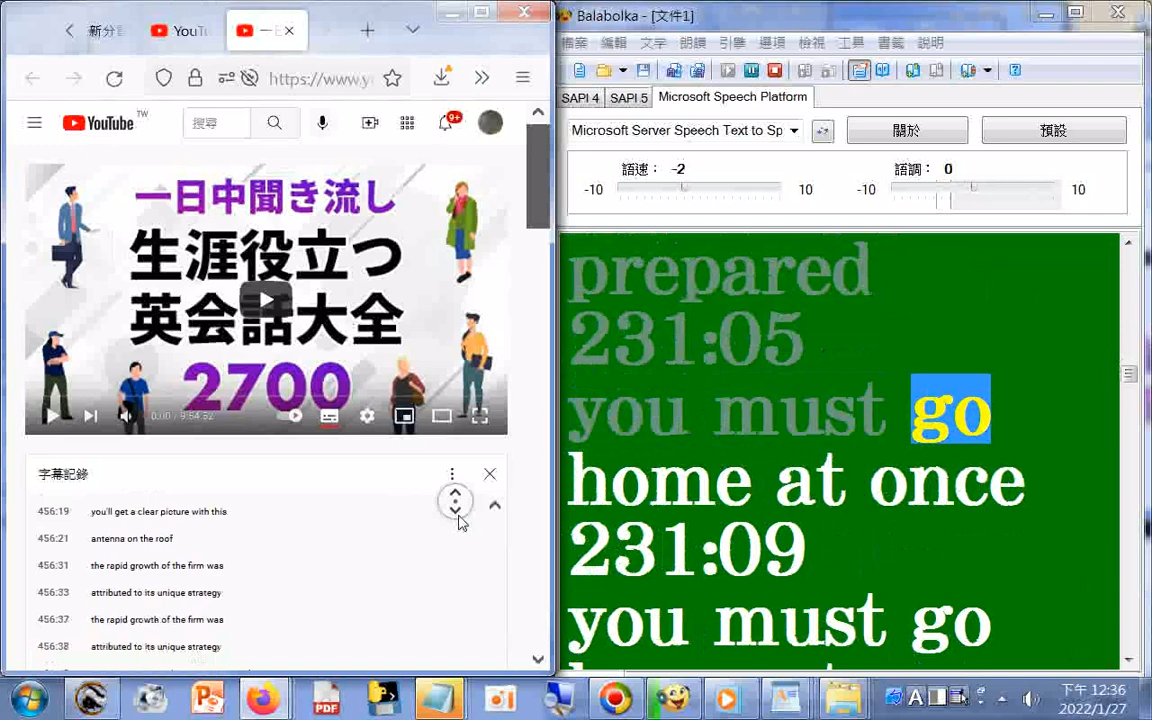 新分
YouTu
https://www.y
YouTube TW
搜尋
9+
一日中聞き流し
生涯役立つ
英会話大全
2700
0:00 / 9:54:52
字幕記錄
456:19 you'll get a clear picture with this
456:21 antenna on the roof
456:31 the rapid growth of the firm was
456:33 attributed to its unique strategy
456:37 the rapid growth of the firm was
456:38 attributed to its unique strategy
Balabolka - [文件1]
檔案 編輯 文字 朗讀 引擎 選項 檢視 工具 書籤 說明
SAPI 4 SAPI 5 Microsoft Speech Platform
Microsoft Server Speech Text to Sp 關於 預設
語速： -2 語調： 0
-10 10 -10 10
prepared
231:05
you must go
home at once
231:09
you must go
PDF
A
下午 12:36
2022/1/27